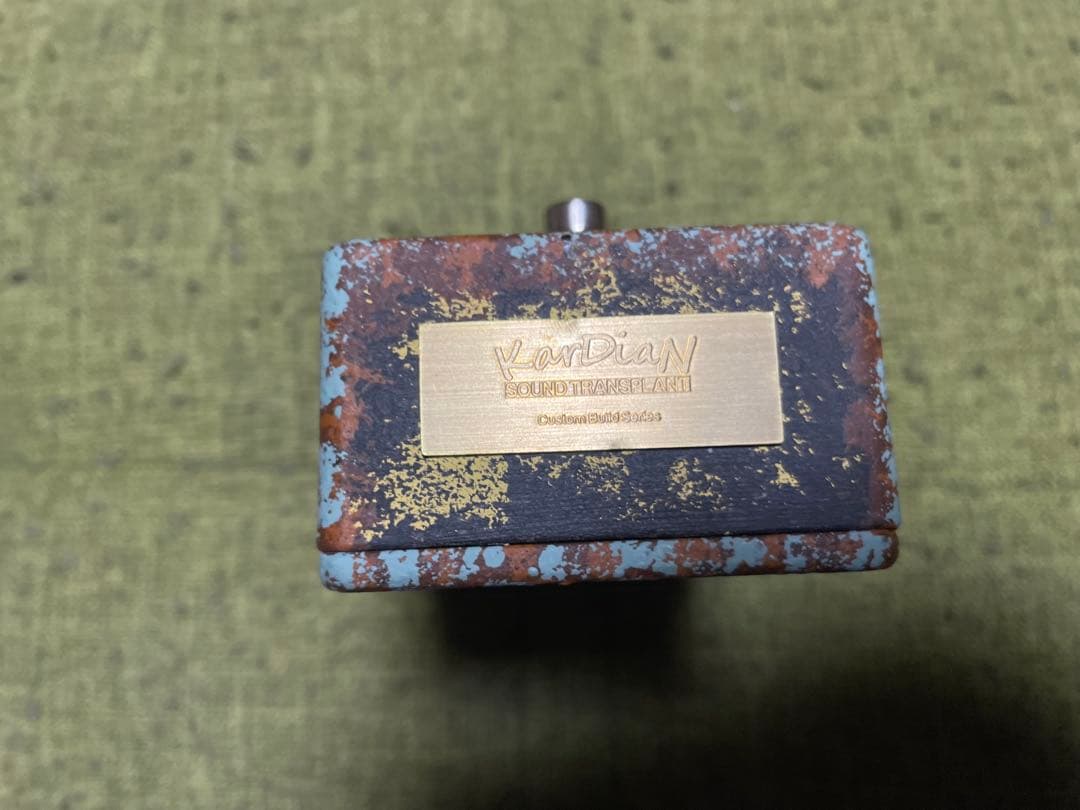 KarDiaN
SOUND TRANSPLANT
Custom Build Series